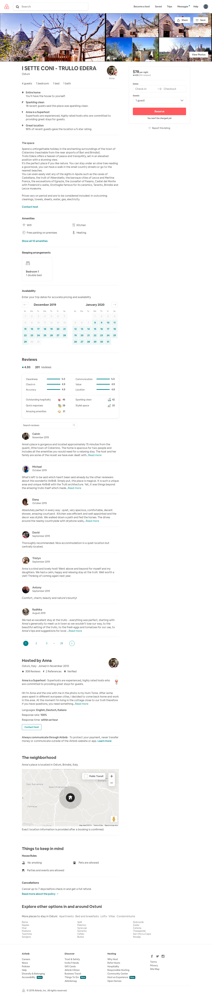 Search
Become a host Saved Trips Messages Help
Share
Save
View Photos
I SETTE CONI - TRULLO EDERA
Ostuni
Anna
4 guests 1 bedroom 1 bed 1 bath
Entire home
You'll have the house to yourself.
Sparkling clean
18 recent guests said this place was sparkling clean.
Anna is a Superhost
Superhosts are experienced, highly rated hosts who are committed to
providing great stays for guests.
Great location
90% of recent guests gave the location a 5-star rating.
$78 per night
4.93 (201 reviews)
Dates
Check-in
Checkout
Guests
1 guest
Reserve
You won't be charged yet
Report this listing
The space
Spend a unforgettable holiday in the enchanting surroundings of the town of
Cisternino (reachable from the near airports of Bari and Brindisi).
Trullo Edera offers a heaven of peace and tranquillity, set in an elevated
position with a stunning view.
It's the perfect place if you like nature. You can stay under an olive tree reading
a good book, you can have a walk in the small country streets or go to the
nearest beaches.
You can even easily visit any of the sights in Apulia such as the caves of
Castellana, the trulli of Alberobello, the baroque cities of Lecce and Martina
Franca, the excavations of Egnazia, the zoosafari of Fasano, Castel del Monte
with Frederick's castle, Grottaglie famous for its ceramics, Taranto, Brindisi and
Lecce museums.
Prices vary on period and are to be considered included: in-outcoming
cleanings, towels, sheets, water, gas, electricity.
Contact host
Amenities
Wifi
Kitchen
Free parking on premises
Heating
Show all 10 amenities
Sleeping arrangements
Bedroom 1
1 double bed
Availability
Enter your trip dates for accurate pricing and availability
December 2019
Su Mo Tu We Th Fr Sa
1 2 3 4 5 6 7
8 9 10 11 12 13 14
15 16 17 18 19 20 21
22 23 24 25 26 27 28
29 30 31
January 2020
Su Mo Tu We Th Fr Sa
1 2 3 4
5 6 7 8 9 10 11
12 13 14 15 16 17 18
19 20 21 22 23 24 25
26 27 28 29 30 31
Reviews
4.93 201 reviews
Cleanliness 5.0
Communication 5.0
Check-in 4.9
Value 4.9
Accuracy 4.9
Location 4.8
Outstanding hospitality 46
Sparkling clean 42
Quick responses 38
Stylish space 33
Amazing amenities 31
Search reviews
Calvin
November 2019
Anna's place is gorgeous and located approximately 15 minutes from the
quaint, little town of Cisternino. The home is spacious for two people and
includes all the amenities you would need for a relaxing stay. The host and her
family are some of the nicest we have ever dealt with...Read more
Michael
October 2019
What's left to be said which hasn't been said already by the other reviewers
about this wonderful AirBnB. Simply put, this place is magical. It is such a unique
area and unique AirBnB with the Trulli architecture. Yet, it was things beyond
the amazing trullo itself which made...Read more
Elena
October 2019
Absolutely perfect in every way : quiet, very spacious, comfortable, decent
shower, amazing courtyard . Kitchen was efficient and well appointed and the
decor was stylish. We walked down a path and fed the horses. The drives
around the nearby countryside with drystone walls,...Read more
David
September 2019
Thoroughly recommended. Nice accommodation in a quiet location but
centrally located.
Tristyn
September 2019
Anna is a kind and lovely host! Went above and beyond for myself and my
daughters. We had a calm, happy and relaxing stay at the trulli. Well worth a
visit! Thinking of coming again next year.
Antony
September 2019
Comfort, charm, beauty and nature's bounty!
Radhika
August 2019
We had an excellent stay at the trullo - everything was perfect, starting with
Anna's generosity to meet us in town so we wouldn't lose our way, to the
beautiful setting of the trullo, to the fresh eggs and tomatoes for our use, to
Anna's tips and suggestions for local ...Read more
1 2 3 ... 29
Hosted by Anna
Ostuni, Italy · Joined in November 2010
308 Reviews 2 References Verified
Anna is a Superhost · Superhosts are experienced, highly rated hosts who
are committed to providing great stays for guests.
Hi! I'm Anna and the one with me in the photo is my mum Tonia. After some
years spent in different european cities, I decided to come back home and work
in this area. At the moment I'm living in the cottage close to our trulli therefore
if you have questions, you need something...Read more
Languages: English, Deutsch, Italiano
Response rate: 100%
Response time: within an hour
Contact host
Always communicate through Airbnb · To protect your payment, never transfer
money or communicate outside of the Airbnb website or app. Learn more
The neighborhood
Anna's place is located in Ostuni, Brindisi, Italy.
Public Transit
Donato
San Salvatore
Specchiaruzzo
Fantese
La Fica
Google
Map data ©2019 Terms of Use Report a map error
Exact location information is provided after a booking is confirmed.
Things to keep in mind
House Rules
No smoking
Pets are allowed
Parties and events are allowed
Cancellations
Cancel up to 7 days before check-in and get a full refund.
Read more about the policy
Explore other options in and around Ostuni
More places to stay in Ostuni: Apartments · Bed and breakfasts · Lofts · Villas · Condominiums
Rome Split Dubrovnik
Naples Palermo Zadar
Hvar Syracuse Catania
Positano Sorrento Thessaloniki
Taormina Cefalu San Vito Lo Capo
Sarajevo Budva Novalja
Airbnb
Careers
News
Policies
Help
Diversity & Belonging
Accessibility New
Discover
Trust & Safety
Invite Friends
Gift Cards
Airbnb Citizen
Business Travel
Things To Do New
Airbnbmag
Hosting
Why Host
Refer Hosts
Hospitality
Responsible Hosting
Community Center
Host an Experience New
Open Homes
Terms
Privacy
Site Map
© 2019 Airbnb, Inc. All rights reserved.